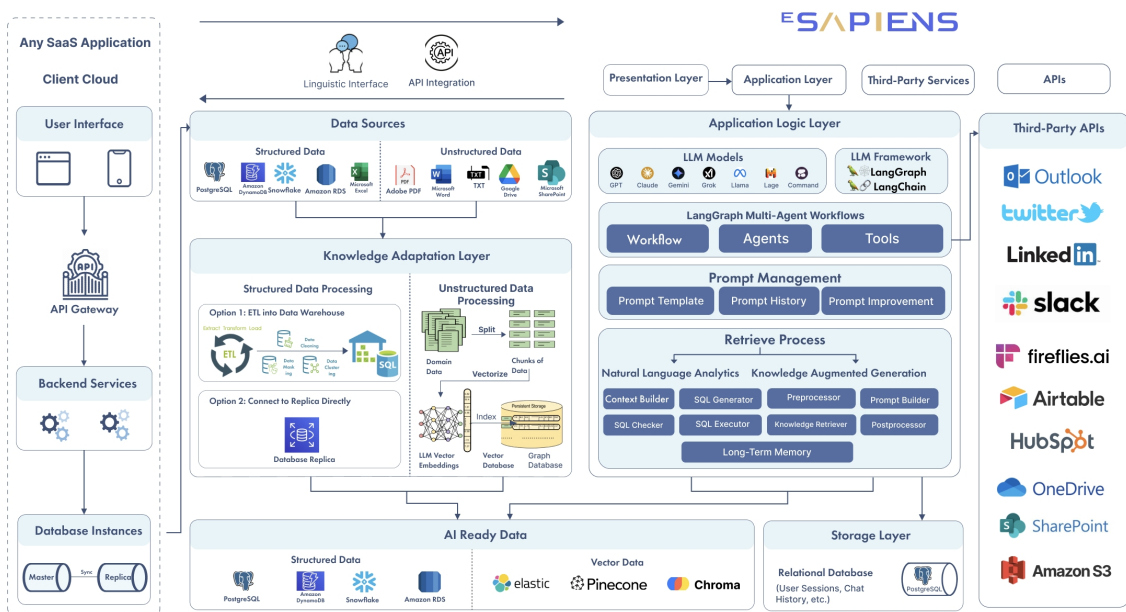 ESAPIENS
Any SaaS Application
Client Cloud
User Interface
API
API Gateway
Backend Services
Database Instances
Master
Sync
Replica
Linguistic Interface
API
API Integration
Presentation Layer
Application Layer
Third-Party Services
APIs
Data Sources
Structured Data
PostgreSQL
Amazon
DynamoDB
Snowflake
Amazon RDS
Microsoft
Excel
Unstructured Data
PDF
Adobe PDF
Microsoft
Word
TXT
TXT
Google
Drive
Microsoft
SharePoint
Knowledge Adaptation Layer
Structured Data Processing
Option 1: ETL into Data Warehouse
Extract Transform Load
ETL
Data
Cleaning
Data
Mask
ing
Data
Cluster
ing
SQL
Option 2: Connect to Replica Directly
Database Replica
Unstructured Data
Processing
Split
Domain
Data
Chunks of
Data
Vectorize
Index
Persistent Storage
LLM Vector
Embeddings
Vector
Database
Graph
Database
Application Logic Layer
LLM Models
GPT
Claude
Gemini
Grok
Llama
Lage
Command
LLM Framework
LangGraph
LangChain
LangGraph Multi-Agent Workflows
Workflow
Agents
Tools
Prompt Management
Prompt Template
Prompt History
Prompt Improvement
Retrieve Process
Natural Language Analytics
Knowledge Augmented Generation
Context Builder
SQL Generator
Preprocessor
Prompt Builder
SQL Checker
SQL Executor
Knowledge Retriever
Postprocessor
Long-Term Memory
Third-Party APIs
Outlook
twitter
Linked in
slack
fireflies.ai
Airtable
HubSpot
OneDrive
SharePoint
Amazon S3
AI Ready Data
Structured Data
PostgreSQL
Amazon
DynamoDB
Snowflake
Amazon RDS
Vector Data
elastic
Pinecone
Chroma
Storage Layer
Relational Database
(User Sessions, Chat
History, etc.)
PostgreSQL